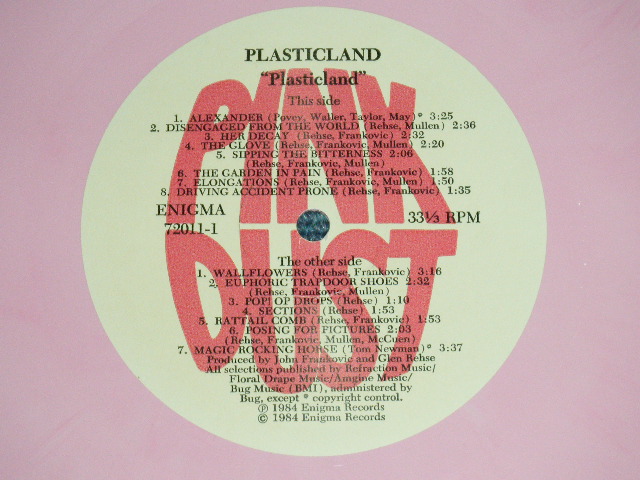 PLASTICLAND
"Plasticland"
This side
1. ALEXANDER (Povey, Waller, Taylor, May)* 3:25
2. DISENGAGED FROM THE WORLD (Rehse, Mullen) 2:36
3. HER DECAY (Rehse, Frankovic) 2:32
4. THE GLOVE (Rehse, Frankovic, Mullen) 2:20
5. SIPPING THE BITTERNESS 2:06
(Rehse, Frankovic, Mullen)
6. THE GARDEN IN PAIN (Rehse, Frankovic) 1:58
7. ELONGATIONS (Rehse, Frankovic, Mullen) 1:50
8. DRIVING ACCIDENT PRONE (Rehse, Frankovic) 1:35
PINK
ENIGMA
72011-1
33⅓ RPM
DUST
The other side
1. WALLFLOWERS (Rehse, Frankovic) 3:16
2. EUPHORIC TRAPDOOR SHOES 2:32
(Rehse, Frankovic, Mullen)
3. POP! OP DROPS (Rehse) 1:10
4. SECTIONS (Rehse) 1:53
5. RATTAIL COMB (Rehse, Frankovic) 1:53
6. POSING FOR PICTURES 2:03
(Rehse, Frankovic, Mullen, McCuen)
7. MAGIC ROCKING HORSE (Tom Newman)* 3:37
Produced by John Frankovic and Glen Rehse
All selections published by Refraction Music/
Floral Drape Music/Amgine Music/
Bug Music (BMI), administered by
Bug, except * copyright control.
℗ 1984 Enigma Records
© 1984 Enigma Records